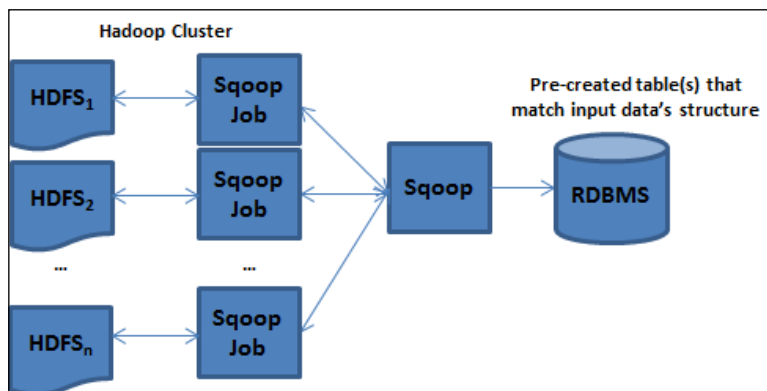 Hadoop Cluster
Pre-created table(s) that
match input data's structure
HDFS₁
Sqoop
Job
HDFS₂
Sqoop
Job
Sqoop
RDBMS
...
...
HDFSₙ
Sqoop
Job